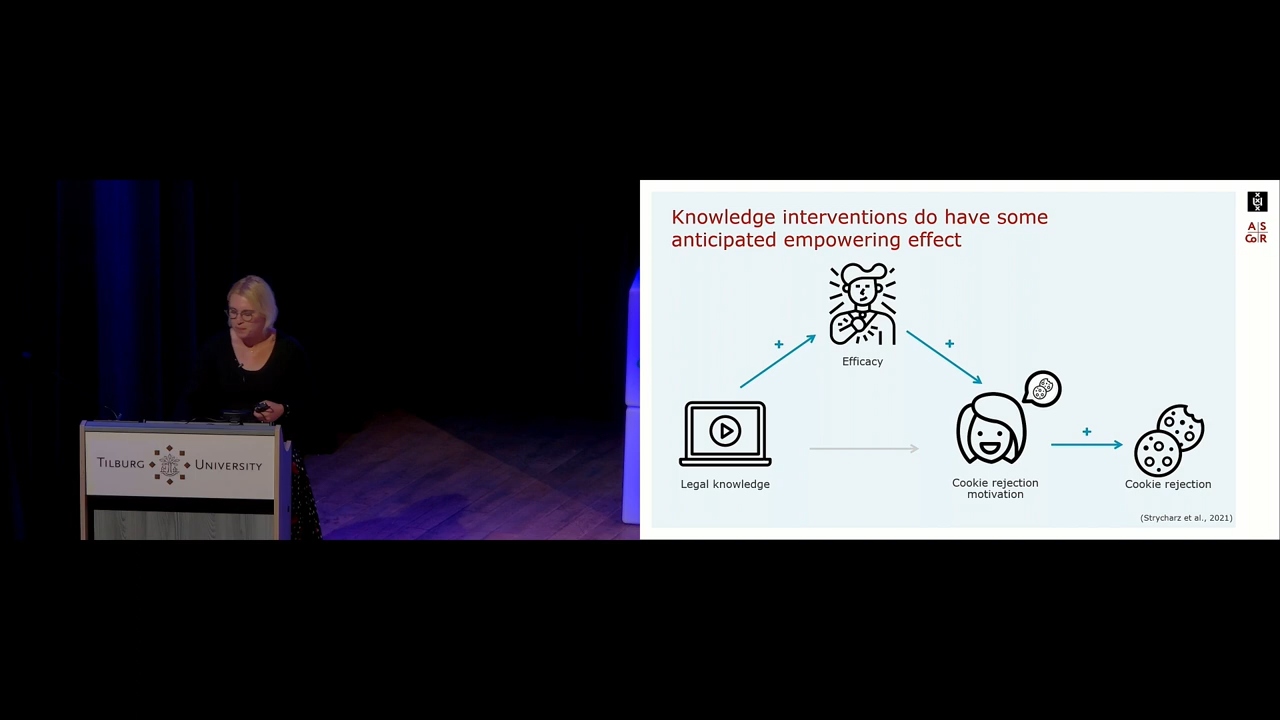 Knowledge interventions do have some
anticipated empowering effect
+
+
Efficacy
+
Legal knowledge
Cookie rejection
motivation
Cookie rejection
(Strycharz et al., 2021)
A|S
Co|R
TILBURG UNIVERSITY